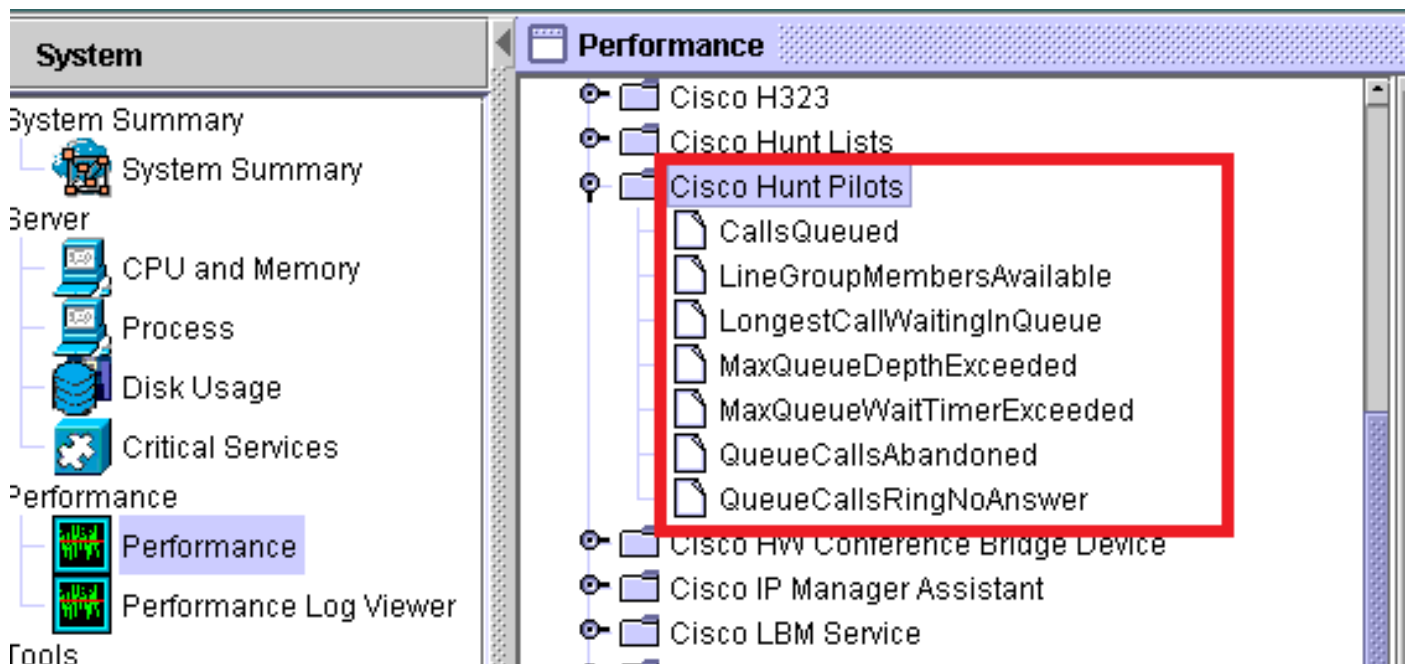 System
System Summary
System Summary
Server
CPU and Memory
Process
Disk Usage
Critical Services
Performance
Performance
Performance Log Viewer
Tools
Performance
Cisco H323
Cisco Hunt Lists
Cisco Hunt Pilots
CallsQueued
LineGroupMembersAvailable
LongestCallWaitingInQueue
MaxQueueDepthExceeded
MaxQueueWaitTimerExceeded
QueueCallsAbandoned
QueueCallsRingNoAnswer
Cisco HW Conference Bridge Device
Cisco IP Manager Assistant
Cisco LBM Service